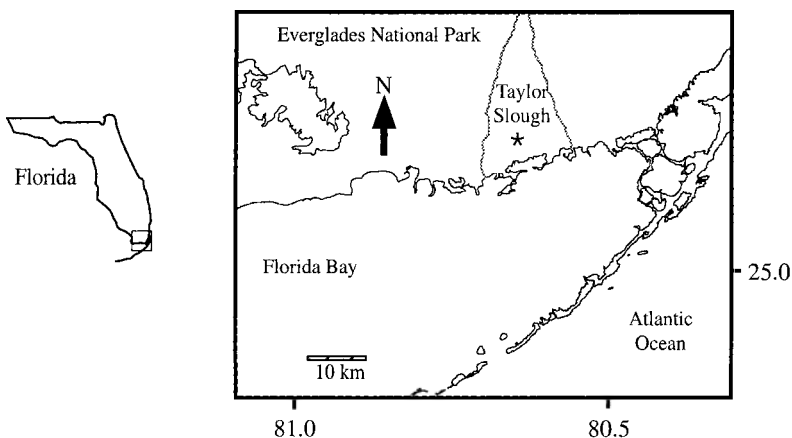 Everglades National Park
N
Taylor
Slough
*
Florida
Florida Bay
25.0
Atlantic
Ocean
10 km
81.0
80.5